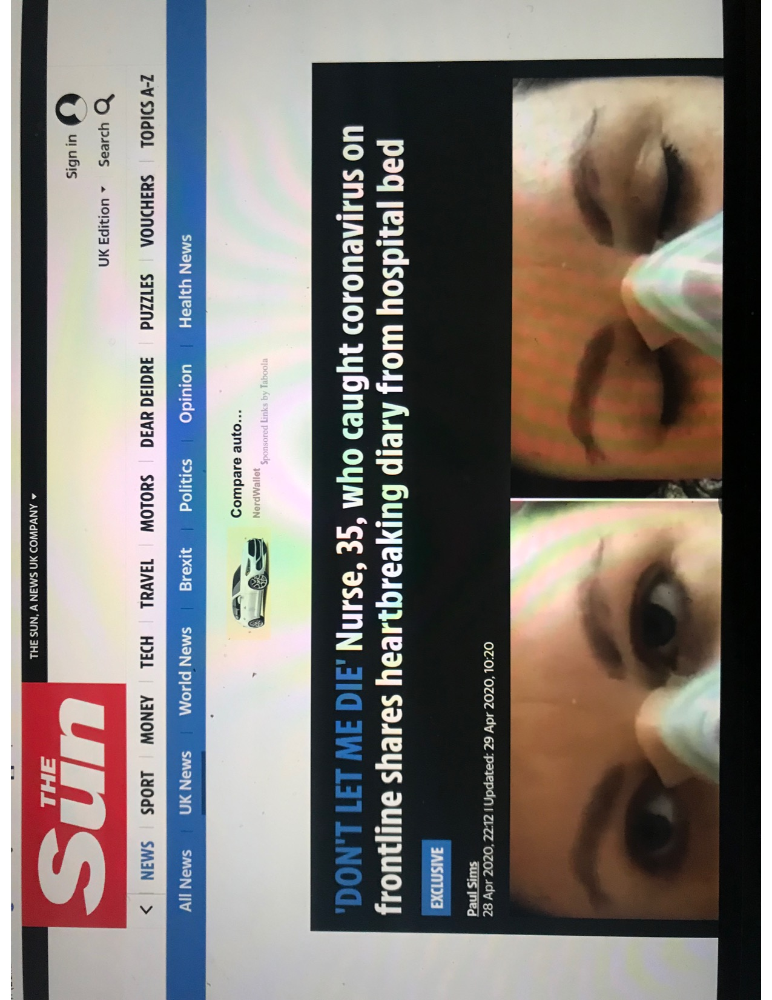 THE SUN, A NEWS UK COMPANY ▾
THE
Sun
Sign in
UK Edition ▾ Search
< NEWS | SPORT | MONEY | TECH | TRAVEL | MOTORS | DEAR DEIDRE | PUZZLES | VOUCHERS | TOPICS A-Z
All News | UK News | World News | Brexit | Politics | Opinion | Health News
Compare auto...
NerdWallet
Sponsored Links by Taboola
'DON'T LET ME DIE' Nurse, 35, who caught coronavirus on
frontline shares heartbreaking diary from hospital bed
EXCLUSIVE
Paul Sims
28 Apr 2020, 22:12 | Updated: 29 Apr 2020, 10:20